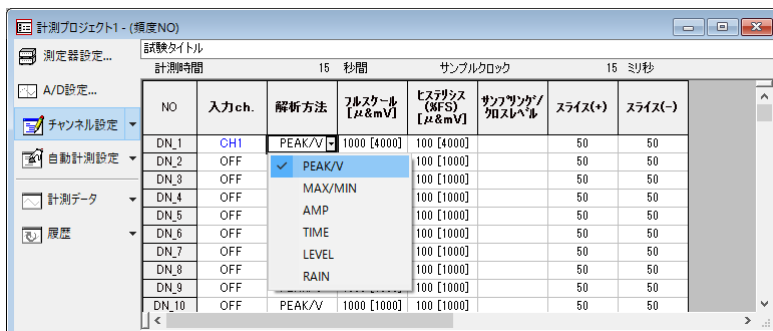 計測プロジェクト1 - (頻度NO)
測定器設定...
A/D設定...
チャンネル設定
自動計測設定
計測データ
履歴
試験タイトル
計測時間 15 秒間 サンプルクロック 15 ミリ秒
NO 入力ch. 解析方法 フルスケール [μ&mV] ヒステリシス (%FS) [μ&mV] サンプリング/クロスレベル スライス(+) スライス(-)
DN_1 CH1 PEAK/V 1000 [4000] 100 [4000] 50 50
DN_2 OFF 100 [1000] 50 50
DN_3 OFF 100 [1000] 50 50
DN_4 OFF 100 [1000] 50 50
DN_5 OFF 100 [1000] 50 50
DN_6 OFF 100 [1000] 50 50
DN_7 OFF 100 [1000] 50 50
DN_8 OFF 100 [1000] 50 50
DN_9 OFF 100 [1000] 50 50
DN_10 OFF PEAK/V 1000 [1000] 100 [1000] 50 50
PEAK/V
MAX/MIN
AMP
TIME
LEVEL
RAIN